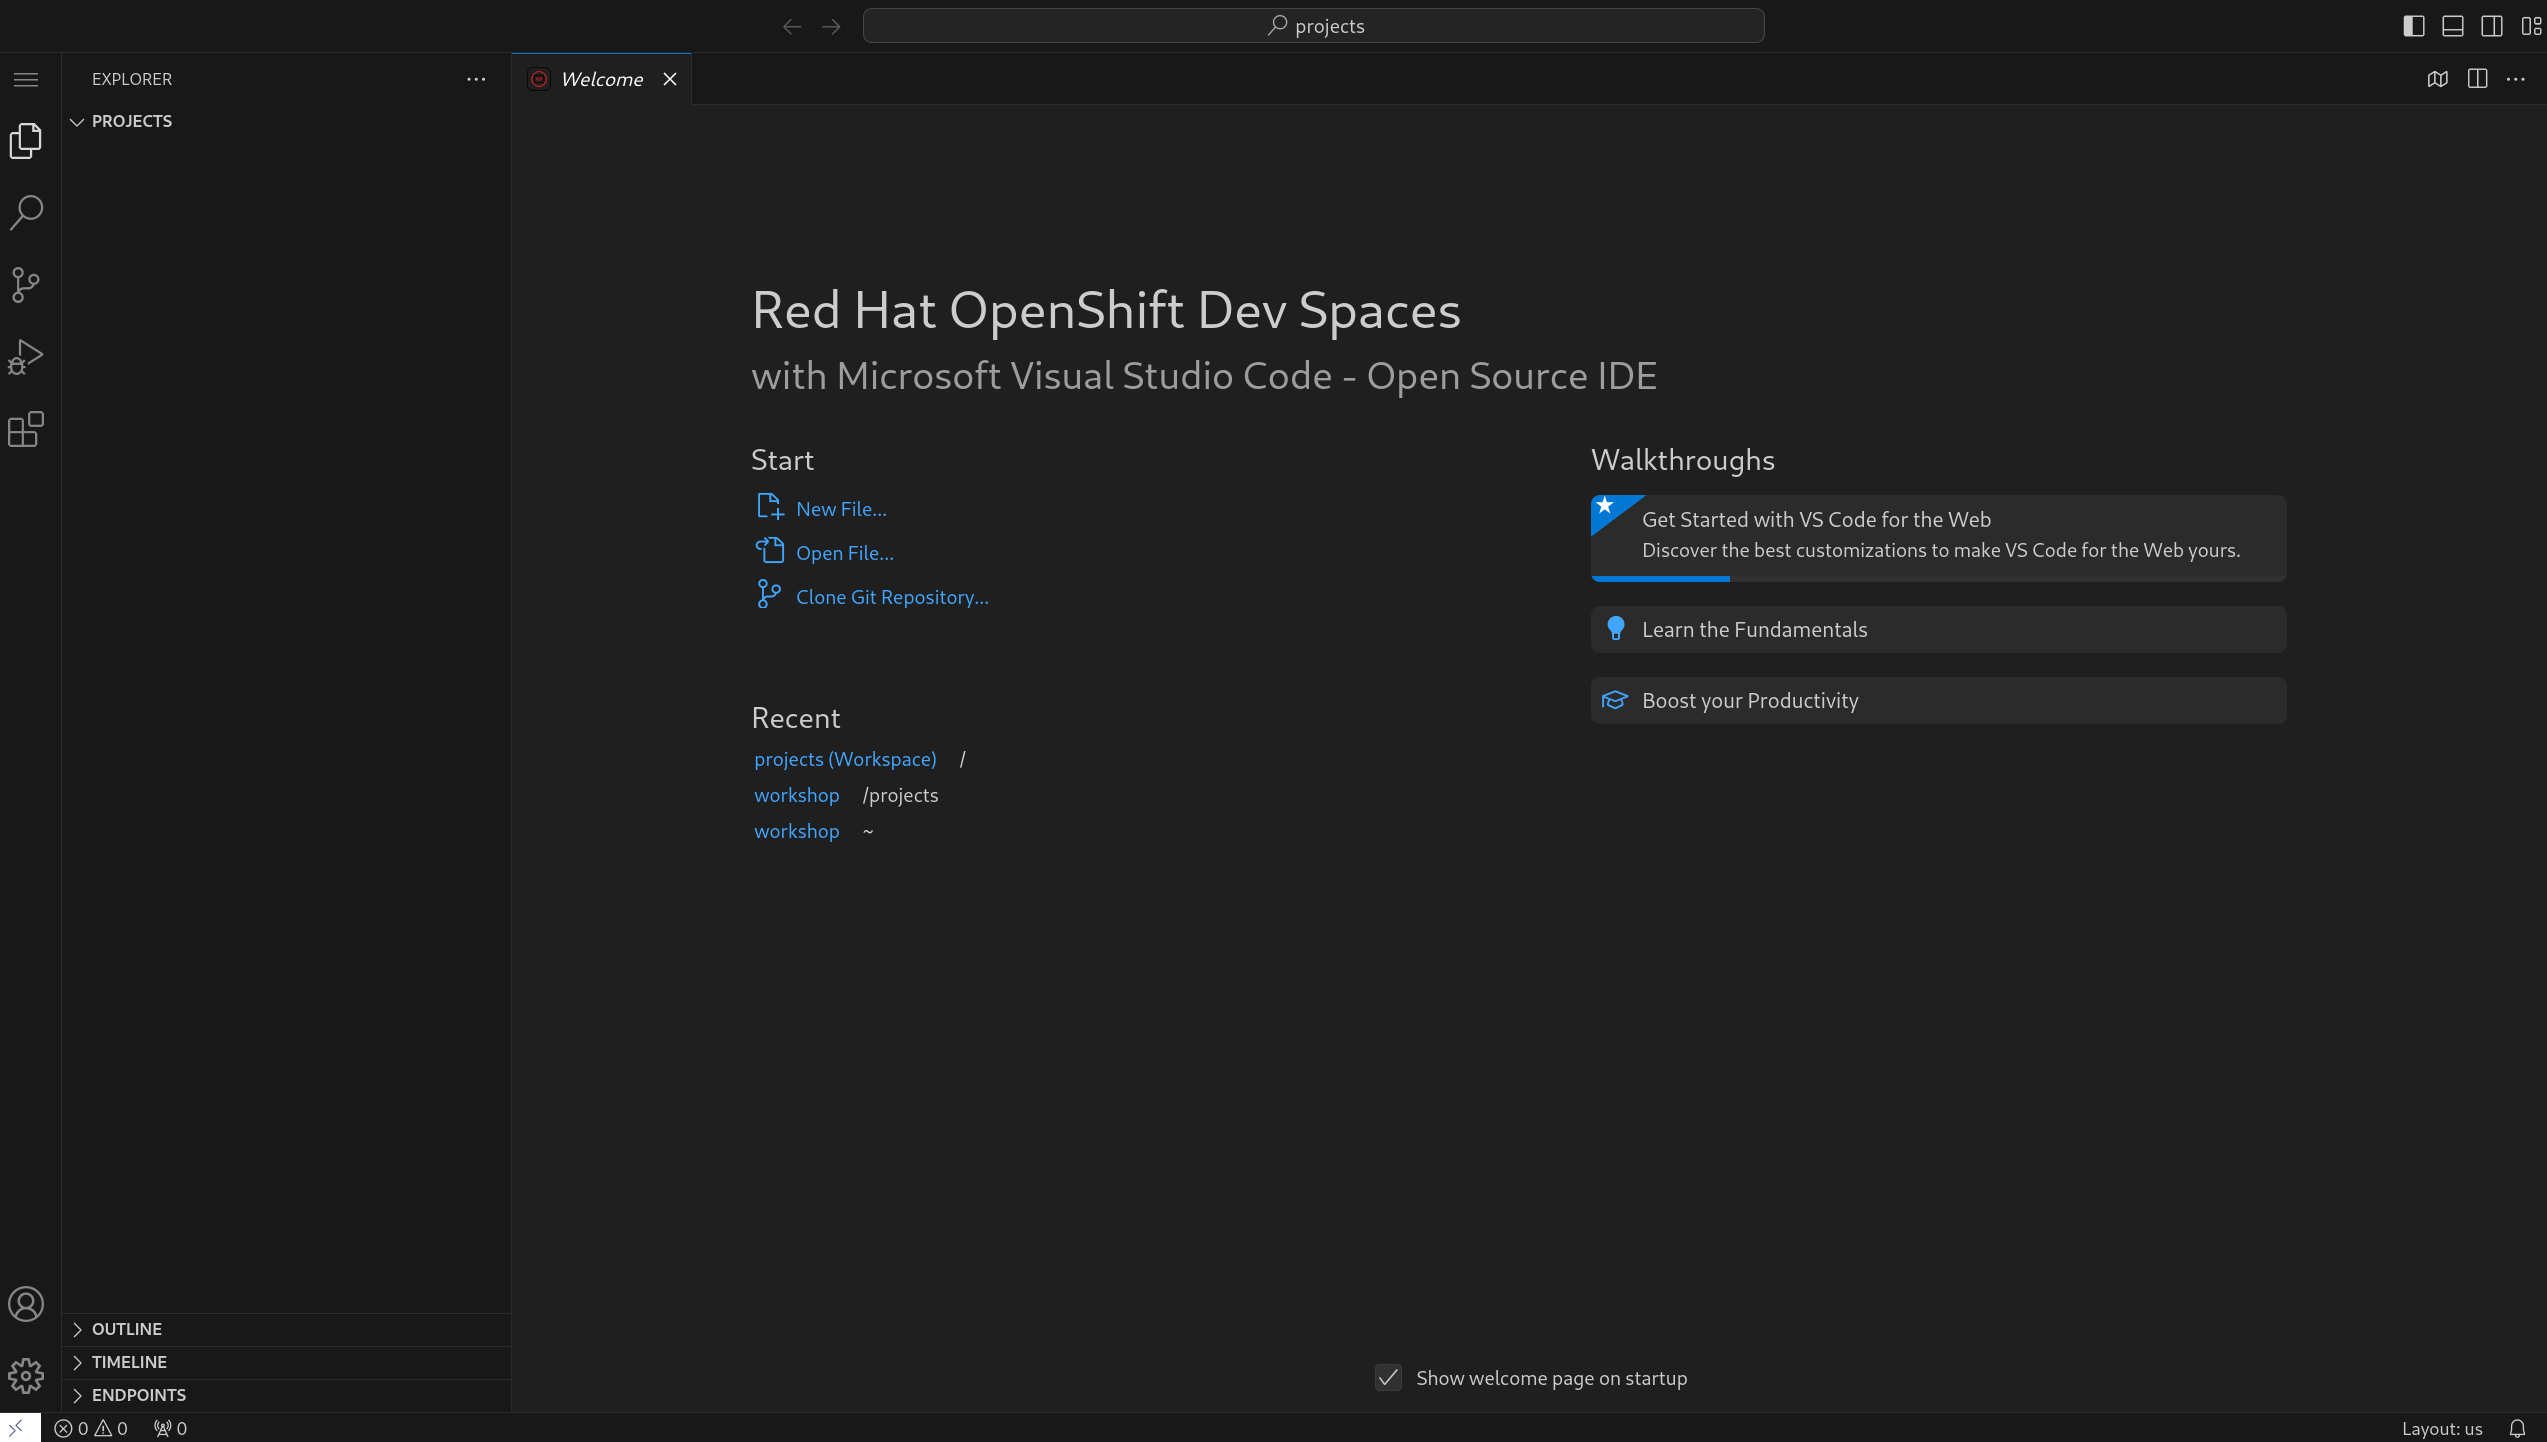 projects
EXPLORER
Welcome
PROJECTS
Red Hat OpenShift Dev Spaces
with Microsoft Visual Studio Code - Open Source IDE
Start
New File...
Open File...
Clone Git Repository...
Recent
projects (Workspace) /
workshop /projects
workshop ~
Walkthroughs
Get Started with VS Code for the Web
Discover the best customizations to make VS Code for the Web yours.
Learn the Fundamentals
Boost your Productivity
OUTLINE
TIMELINE
ENDPOINTS
Show welcome page on startup
0 0 0
Layout: us